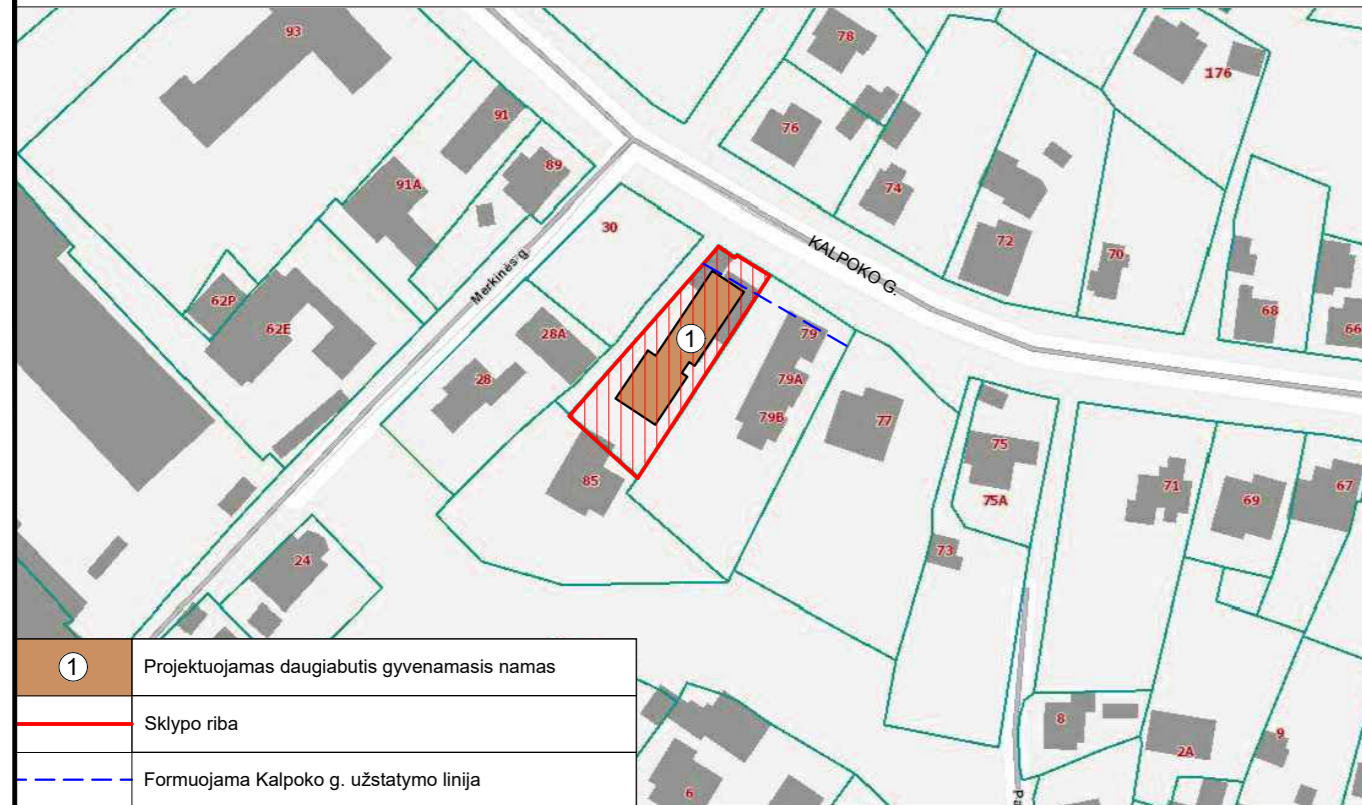 93
78
176
91
76
89
91A
74
30
KALPOKO G.
72
70
Merkinės g.
62P
62E
68
66
28A
1
79
28
79A
79B
77
75
85
75A
71
69
67
73
24
8
2A
9
6
Pa
1 Projektuojamas daugiabutis gyvenamasis namas
Sklypo riba
Formuojama Kalpoko g. užstatymo linija